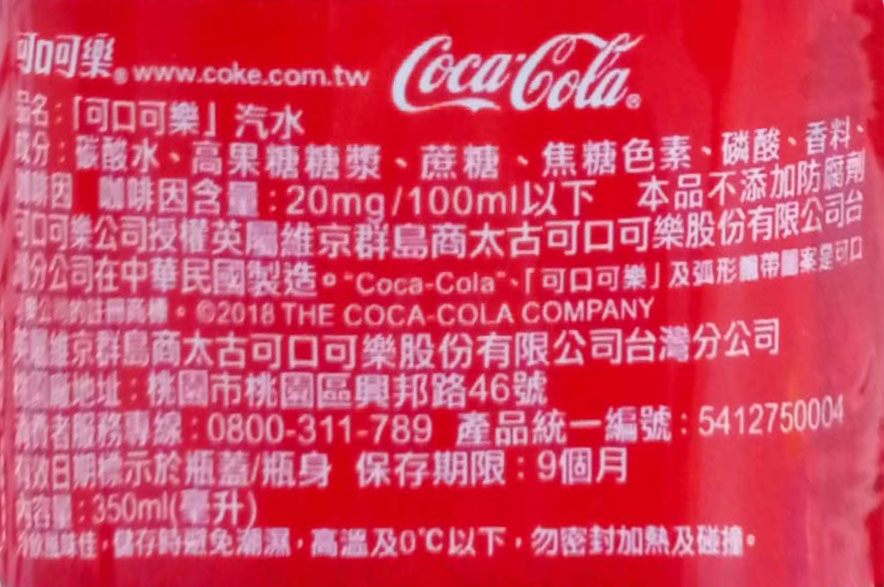 可口可樂® www.coke.com.tw Coca-Cola®
品名:「可口可樂」汽水
成分:碳酸水、高果糖糖漿、蔗糖、焦糖色素、磷酸、香料、
咖啡因 咖啡因含量:20mg/100ml以下 本品不添加防腐劑
可口可樂公司授權英屬維京群島商太古可口可樂股份有限公司台
灣分公司在中華民國製造。"Coca-Cola"、「可口可樂」及弧形飄帶圖案是可口
可樂公司的註冊商標。©2018 THE COCA-COLA COMPANY
英屬維京群島商太古可口可樂股份有限公司台灣分公司
地址:桃園市桃園區興邦路46號
消費者服務專線:0800-311-789 產品統一編號:5412750004
有效日期標示於瓶蓋/瓶身 保存期限:9個月
內容量:350ml(毫升)
風味佳,儲存時避免潮濕,高溫及0℃以下,勿密封加熱及碰撞。